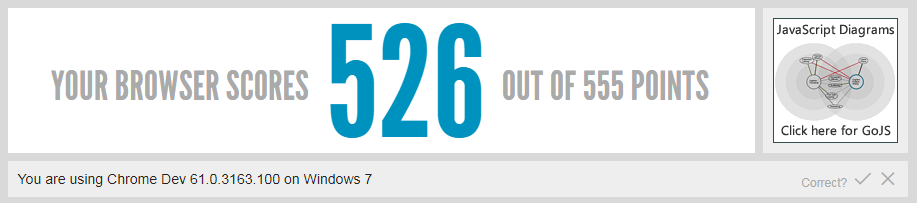 YOUR BROWSER SCORES 526 OUT OF 555 POINTS
JavaScript Diagrams
Click here for GoJS
You are using Chrome Dev 61.0.3163.100 on Windows 7
Correct?